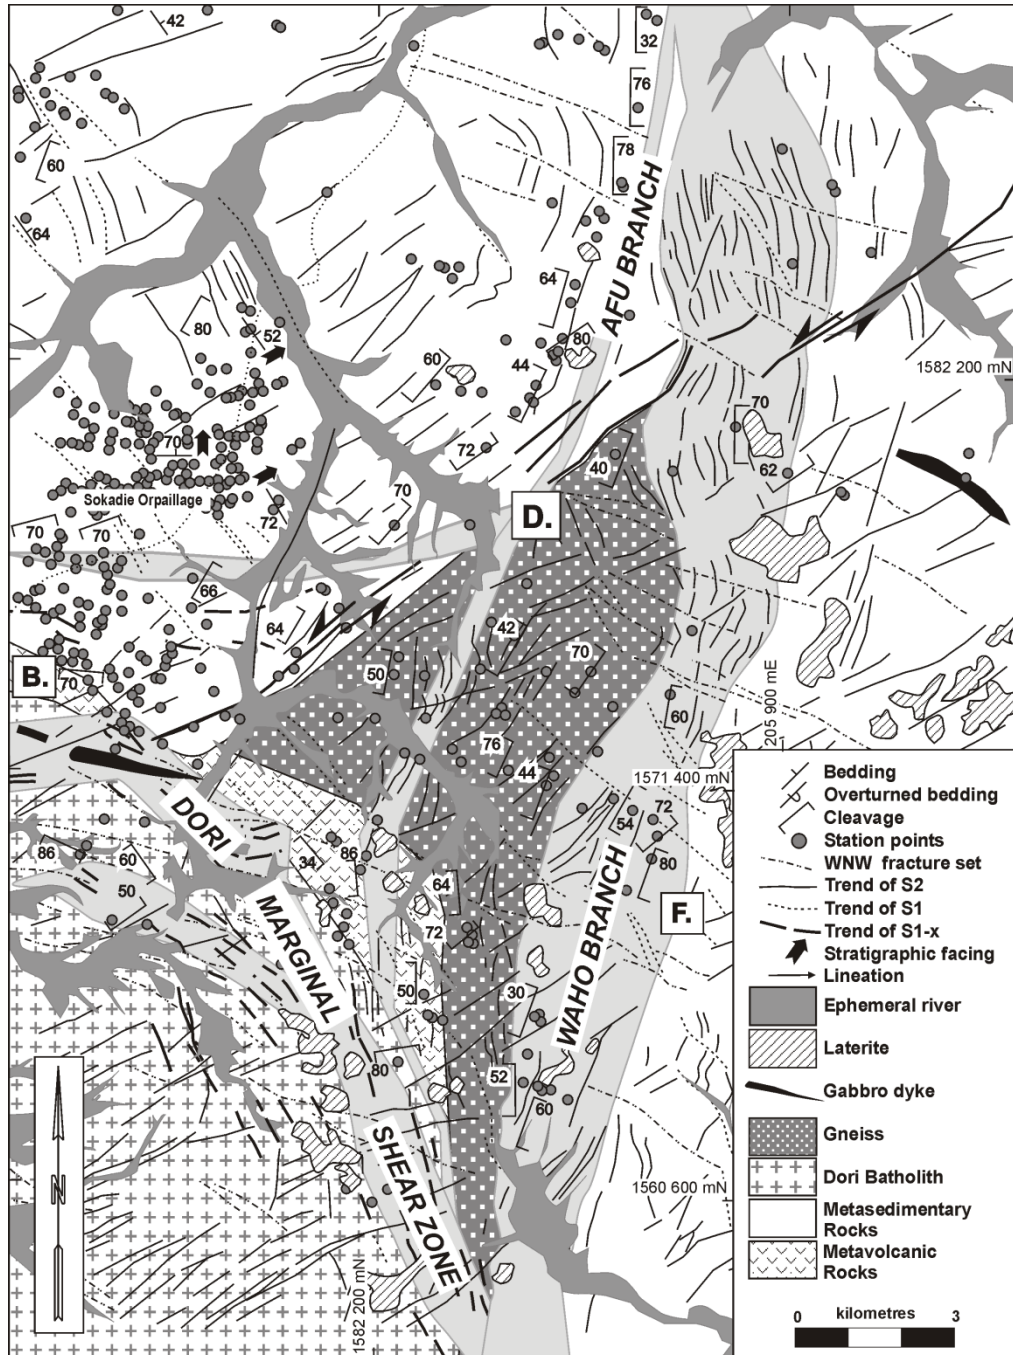 42
32
76
60
78
64
64
AFU BRANCH
80
52
80
60
44
1582 200 mN
70
70
72
40
62
Sokadie Orpaillage
70
72
D.
70
70
66
64
42
50
70
B.
70
60
205 900 mE
76
44
1571 400 mN
DORI
54
72
86
60
34
86
80
50
64
F.
MARGINAL
72
WAHO BRANCH
50
30
80
52
60
SHEAR ZONE
N
1560 600 mN
1582 200 mN
Bedding
Overturned bedding
Cleavage
Station points
WNW fracture set
Trend of S2
Trend of S1
Trend of S1-x
Stratigraphic facing
Lineation
Ephemeral river
Laterite
Gabbro dyke
Gneiss
Dori Batholith
Metasedimentary
Rocks
Metavolcanic
Rocks
0 kilometres 3